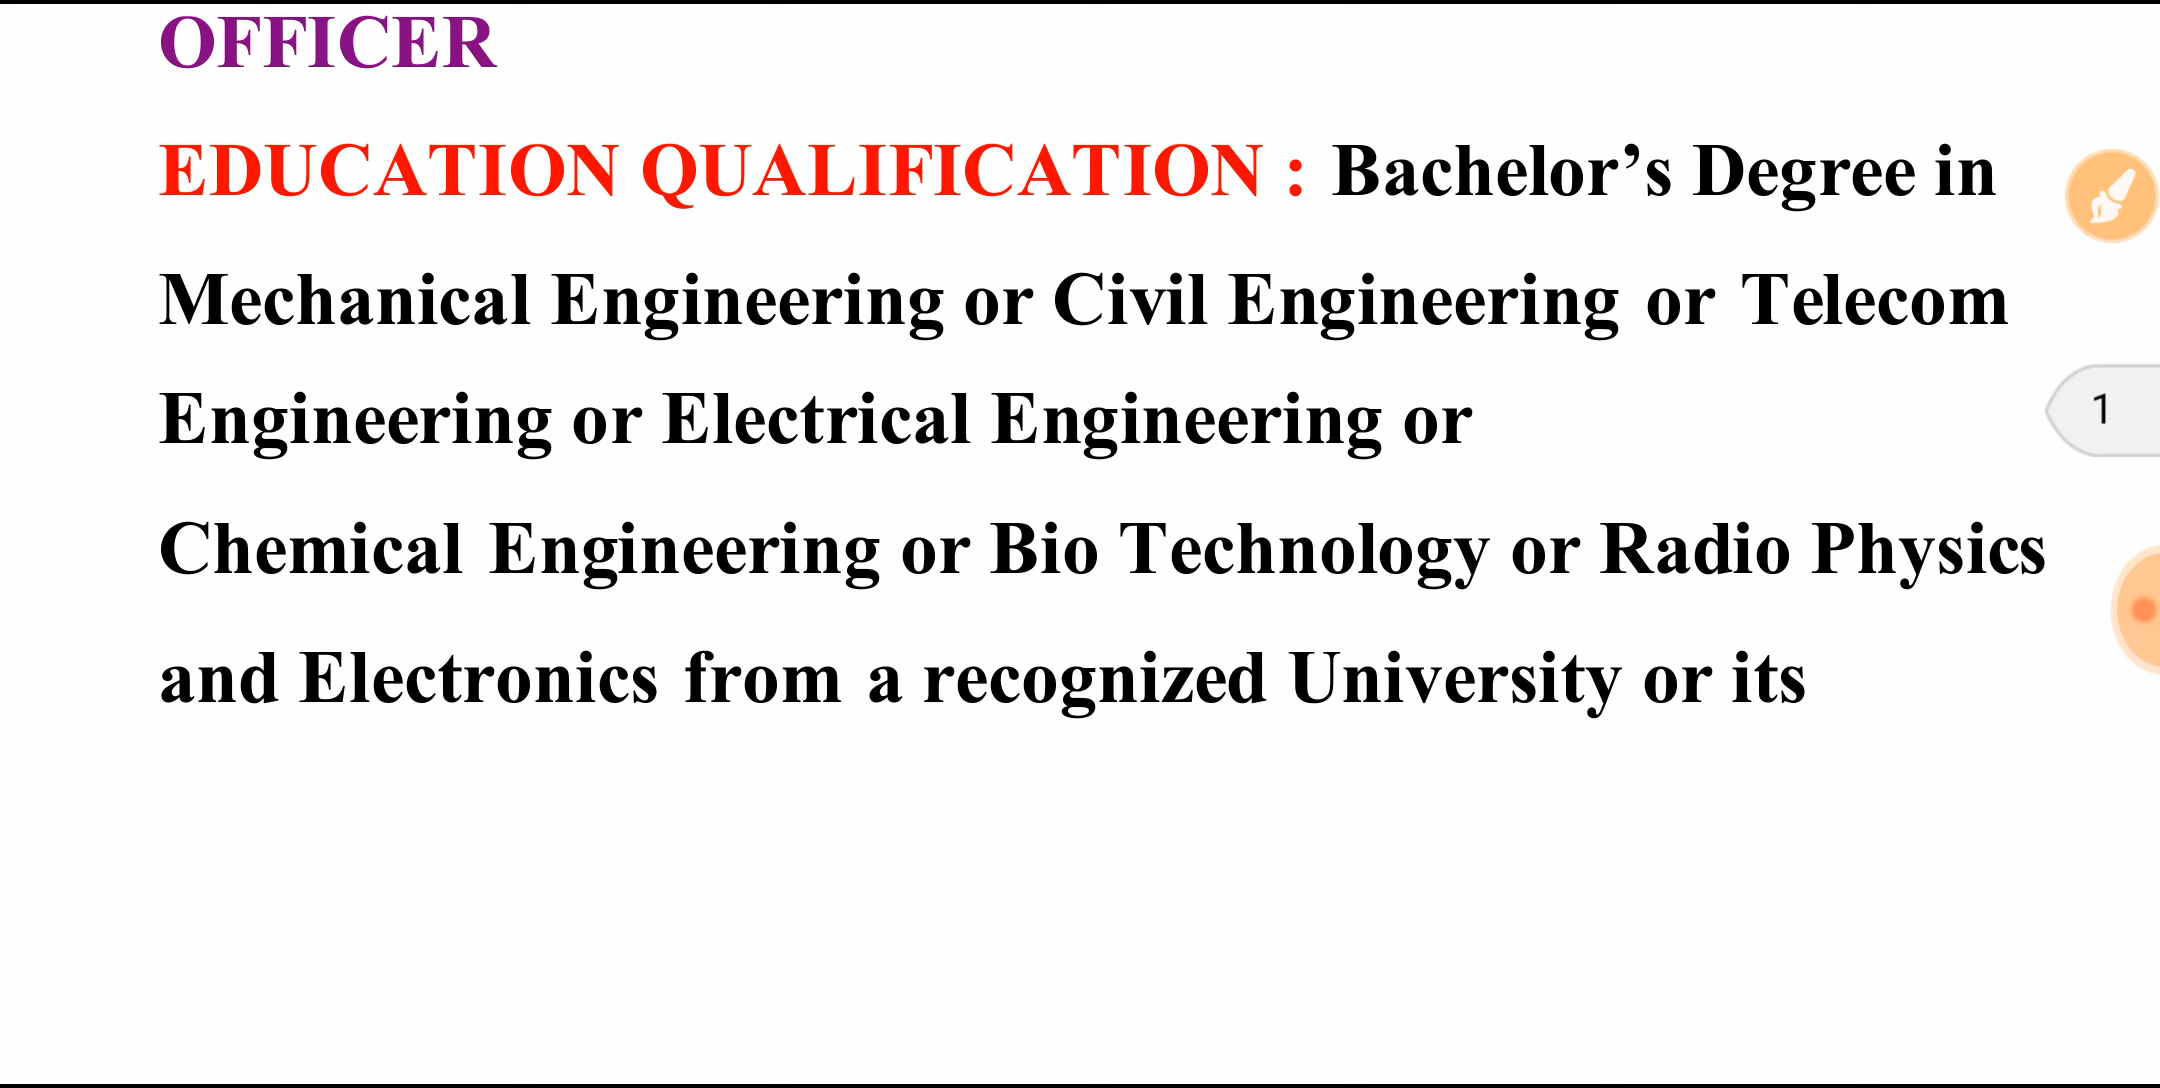 OFFICER
EDUCATION QUALIFICATION : Bachelor’s Degree in
Mechanical Engineering or Civil Engineering or Telecom
Engineering or Electrical Engineering or
1
Chemical Engineering or Bio Technology or Radio Physics
and Electronics from a recognized University or its